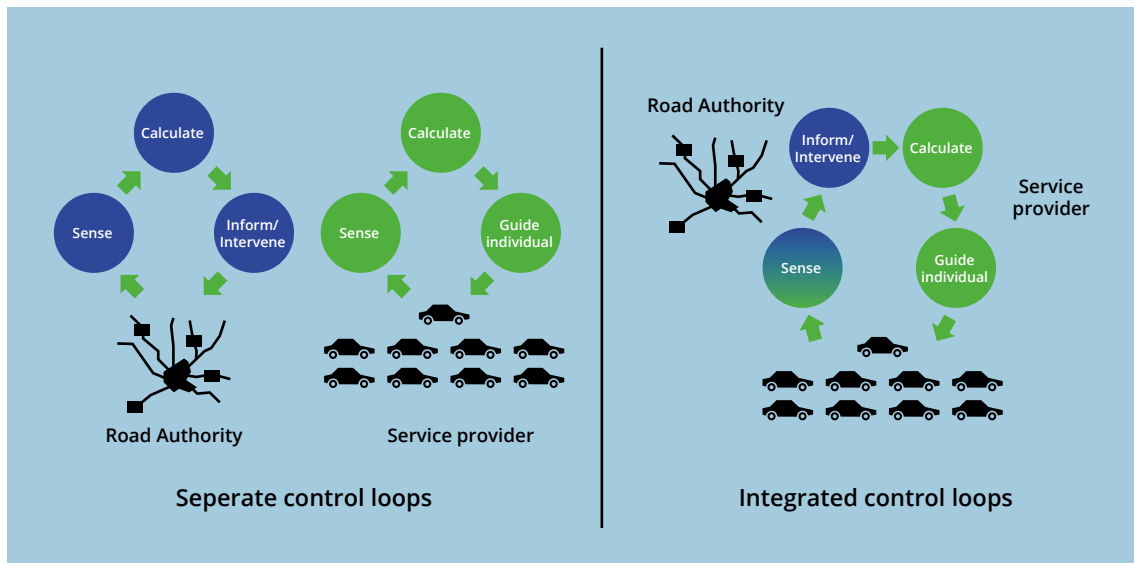 Calculate
Sense
Inform/
Intervene
Road Authority
Calculate
Sense
Guide
individual
Service provider
Seperate control loops
Road Authority
Inform/
Intervene
Calculate
Service
provider
Sense
Guide
individual
Integrated control loops